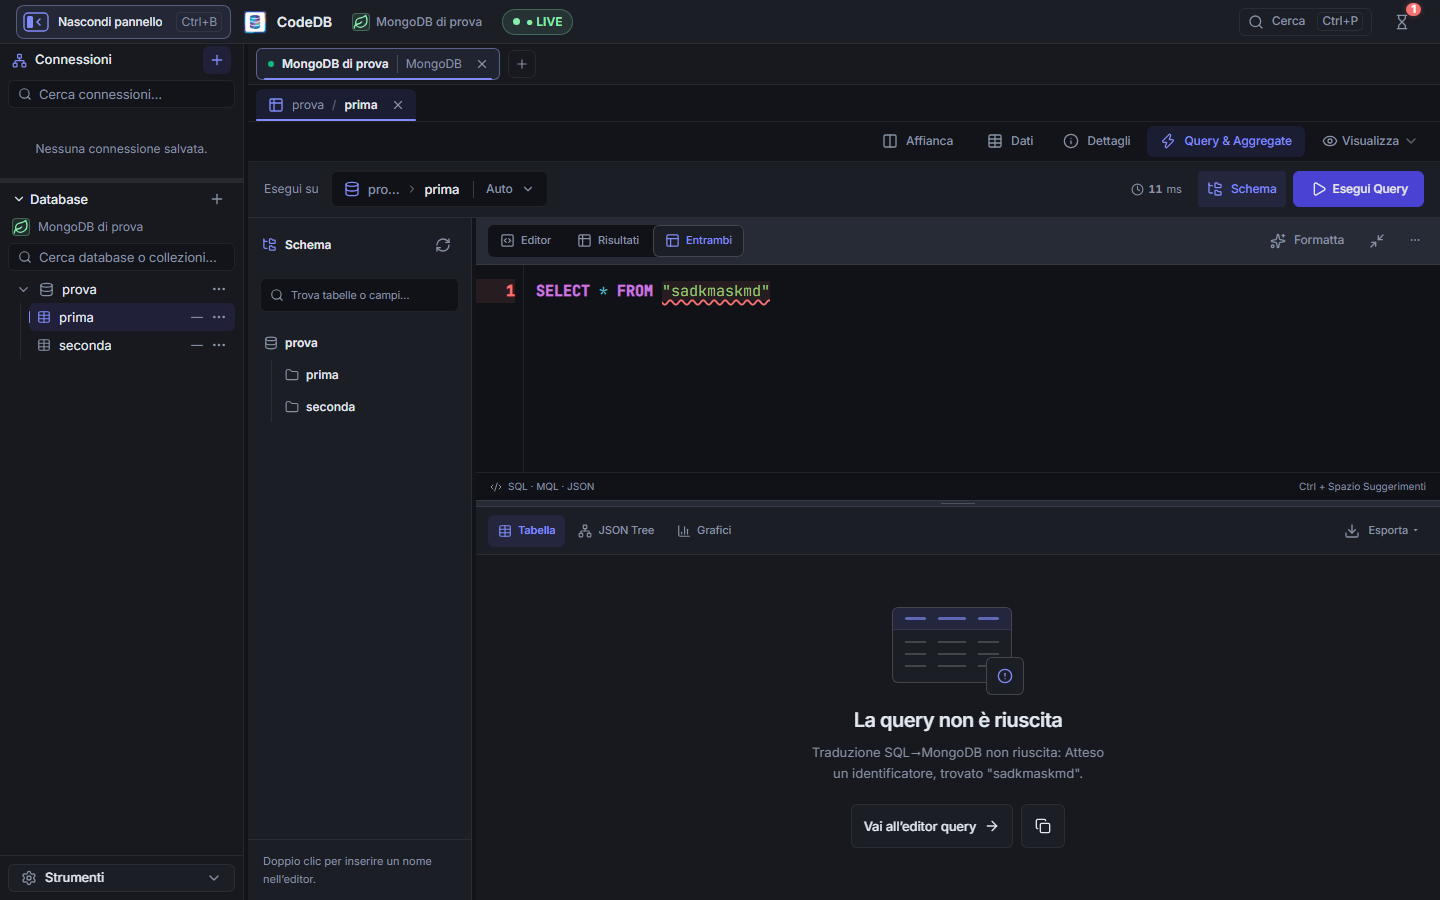 Nascondi pannello Ctrl+B
CodeDB
MongoDB di prova
● LIVE
Cerca Ctrl+P
1
Connessioni
Cerca connessioni...
Nessuna connessione salvata.
Database
MongoDB di prova
Cerca database o collezioni...
prova
prima
seconda
Strumenti
MongoDB di prova MongoDB
prova / prima
Affianca
Dati
Dettagli
Query & Aggregate
Visualizza
Esegui su
pro... › prima Auto
11 ms
Schema
Esegui Query
Schema
Trova tabelle o campi...
prova
prima
seconda
Doppio clic per inserire un nome
nell’editor.
Editor
Risultati
Entrambi
Formatta
1 SELECT * FROM "sadkmaskmd"
SQL · MQL · JSON
Ctrl + Spazio Suggerimenti
Tabella
JSON Tree
Grafici
Esporta
La query non è riuscita
Traduzione SQL→MongoDB non riuscita: Atteso
un identificatore, trovato "sadkmaskmd".
Vai all’editor query →